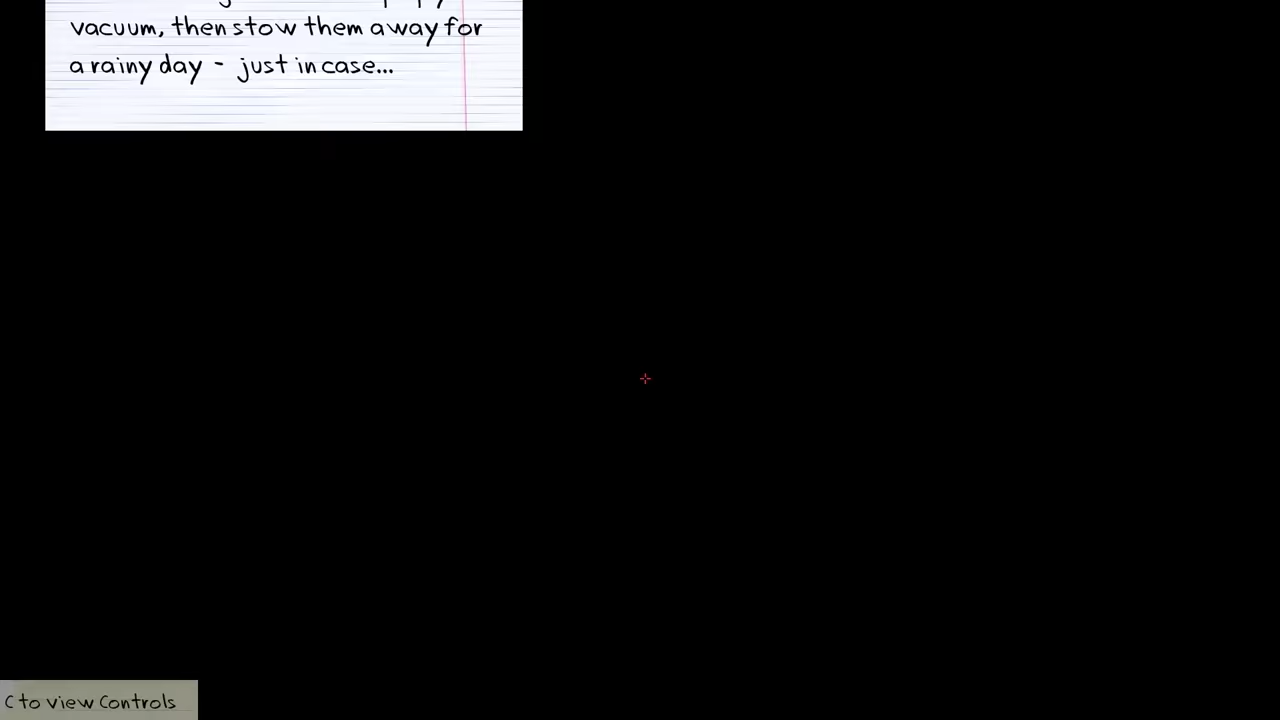 vacuum, then stow them away for
a rainy day - just in case...
C to view Controls